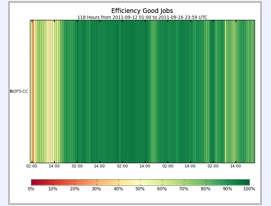 Efficiency Good Jobs
118 Hours from 2011-09-12 01:00 to 2011-09-16 23:59 UTC
IN2P3-CC
02:00 14:00 02:00 14:00 02:00 14:00 02:00 14:00 02:00 14:00
0% 10% 20% 30% 40% 50% 60% 70% 80% 90% 100%